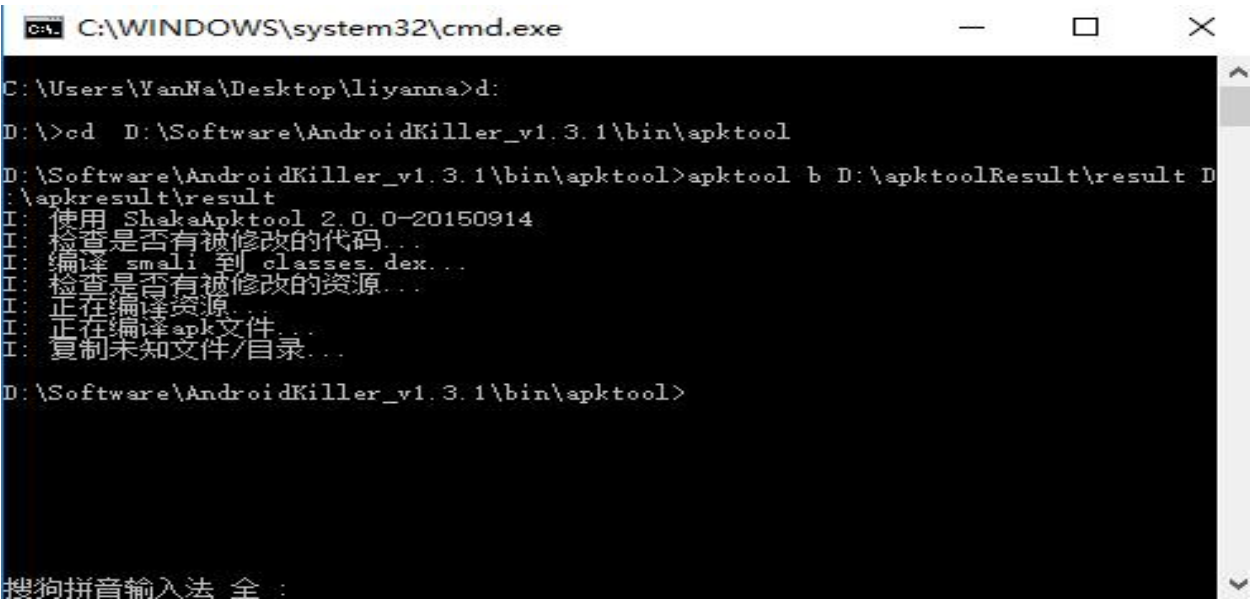 C:\WINDOWS\system32\cmd.exe
C:\Users\YanNa\Desktop\liyanna>d:
D:\>cd  D:\Software\AndroidKiller_v1.3.1\bin\apktool
D:\Software\AndroidKiller_v1.3.1\bin\apktool>apktool b D:\apktoolResult\result D
:\apkresult\result
I: 使用 ShakaApktool 2.0.0-20150914
I: 检查是否有被修改的代码...
I: 编译 smali 到 classes.dex...
I: 检查是否有被修改的资源...
I: 正在编译资源...
I: 正在编译apk文件...
I: 复制未知文件/目录...
D:\Software\AndroidKiller_v1.3.1\bin\apktool>
搜狗拼音输入法 全 :